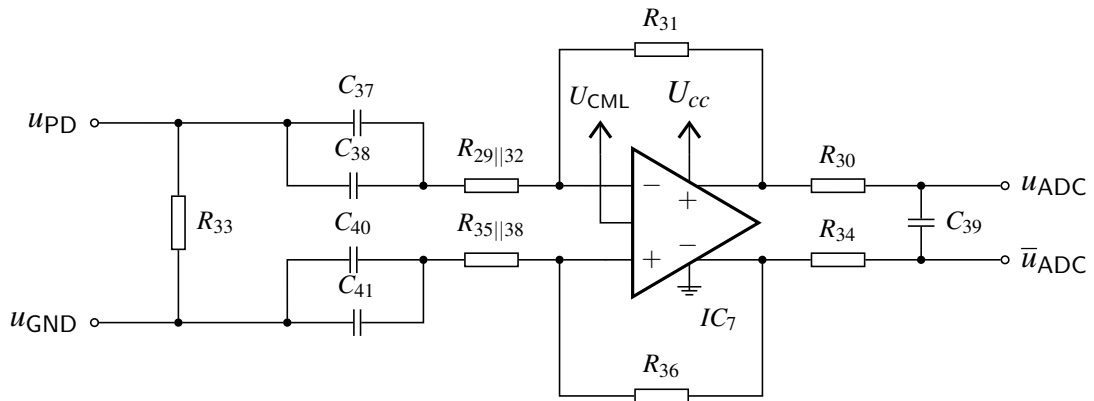 R31
C37
UCML
Ucc
uPD
C38
R29||32
R30
−
+
uADC
R33
C40
R35||38
R34
C39
−
+
ūADC
C41
uGND
IC7
R36